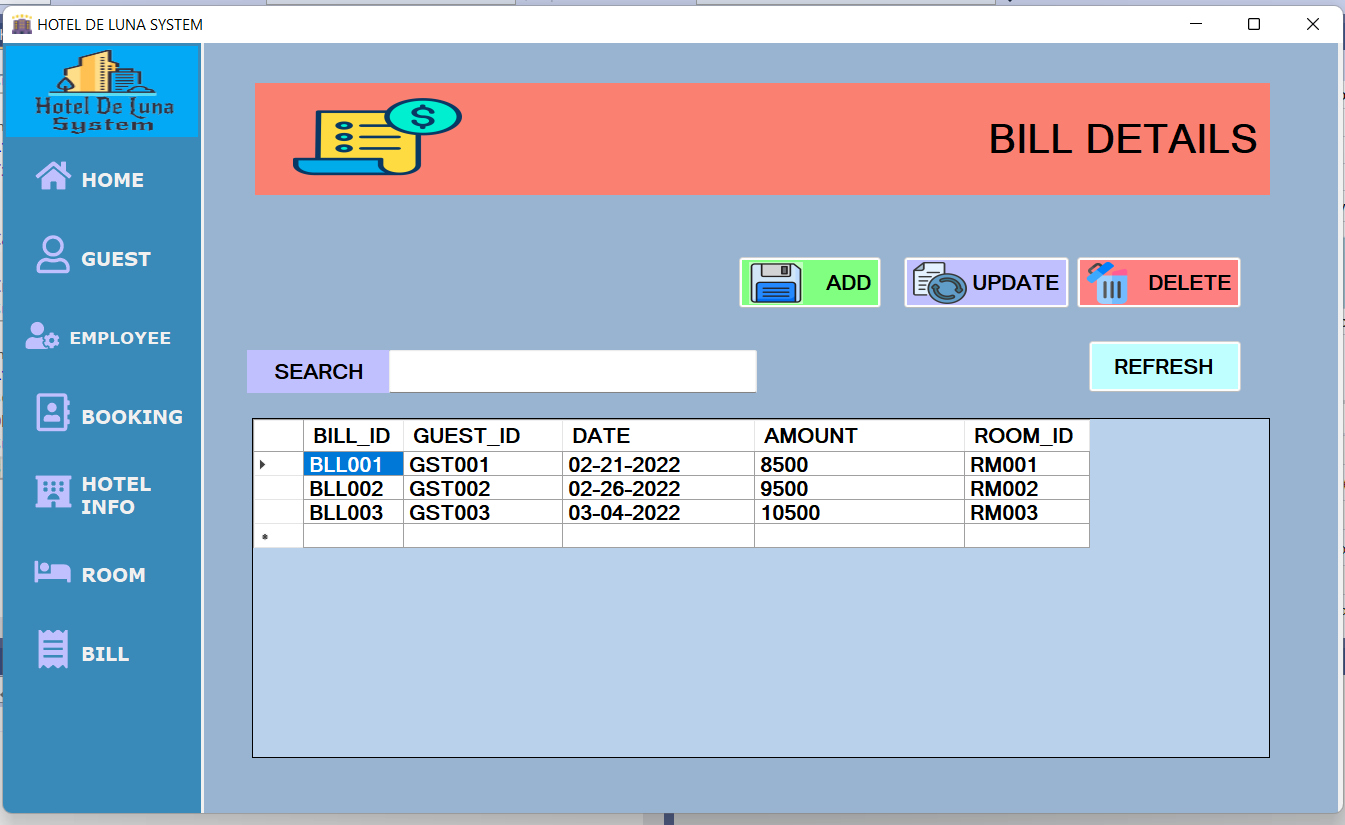 HOTEL DE LUNA SYSTEM
Hotel De Luna
System
HOME
GUEST
EMPLOYEE
BOOKING
HOTEL
INFO
ROOM
BILL
$
BILL DETAILS
ADD
UPDATE
DELETE
SEARCH
REFRESH
BILL_ID GUEST_ID DATE AMOUNT ROOM_ID
BLL001 GST001 02-21-2022 8500 RM001
BLL002 GST002 02-26-2022 9500 RM002
BLL003 GST003 03-04-2022 10500 RM003
*